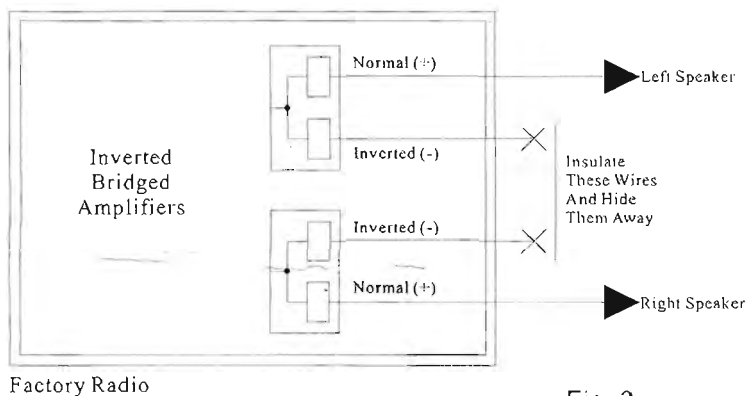 Normal (+)
Left Speaker
Inverted (-)
Inverted
Bridged
Amplifiers
Insulate
These Wires
And Hide
Them Away
Inverted (-)
Normal (+)
Right Speaker
Factory Radio